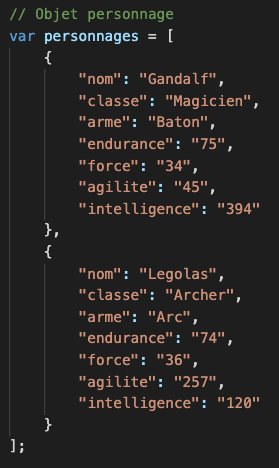 // Objet personnage
var personnages = [
{
"nom": "Gandalf",
"classe": "Magicien",
"arme": "Baton",
"endurance": "75",
"force": "34",
"agilite": "45",
"intelligence": "394"
},
{
"nom": "Legolas",
"classe": "Archer",
"arme": "Arc",
"endurance": "74",
"force": "36",
"agilite": "257",
"intelligence": "120"
}
];